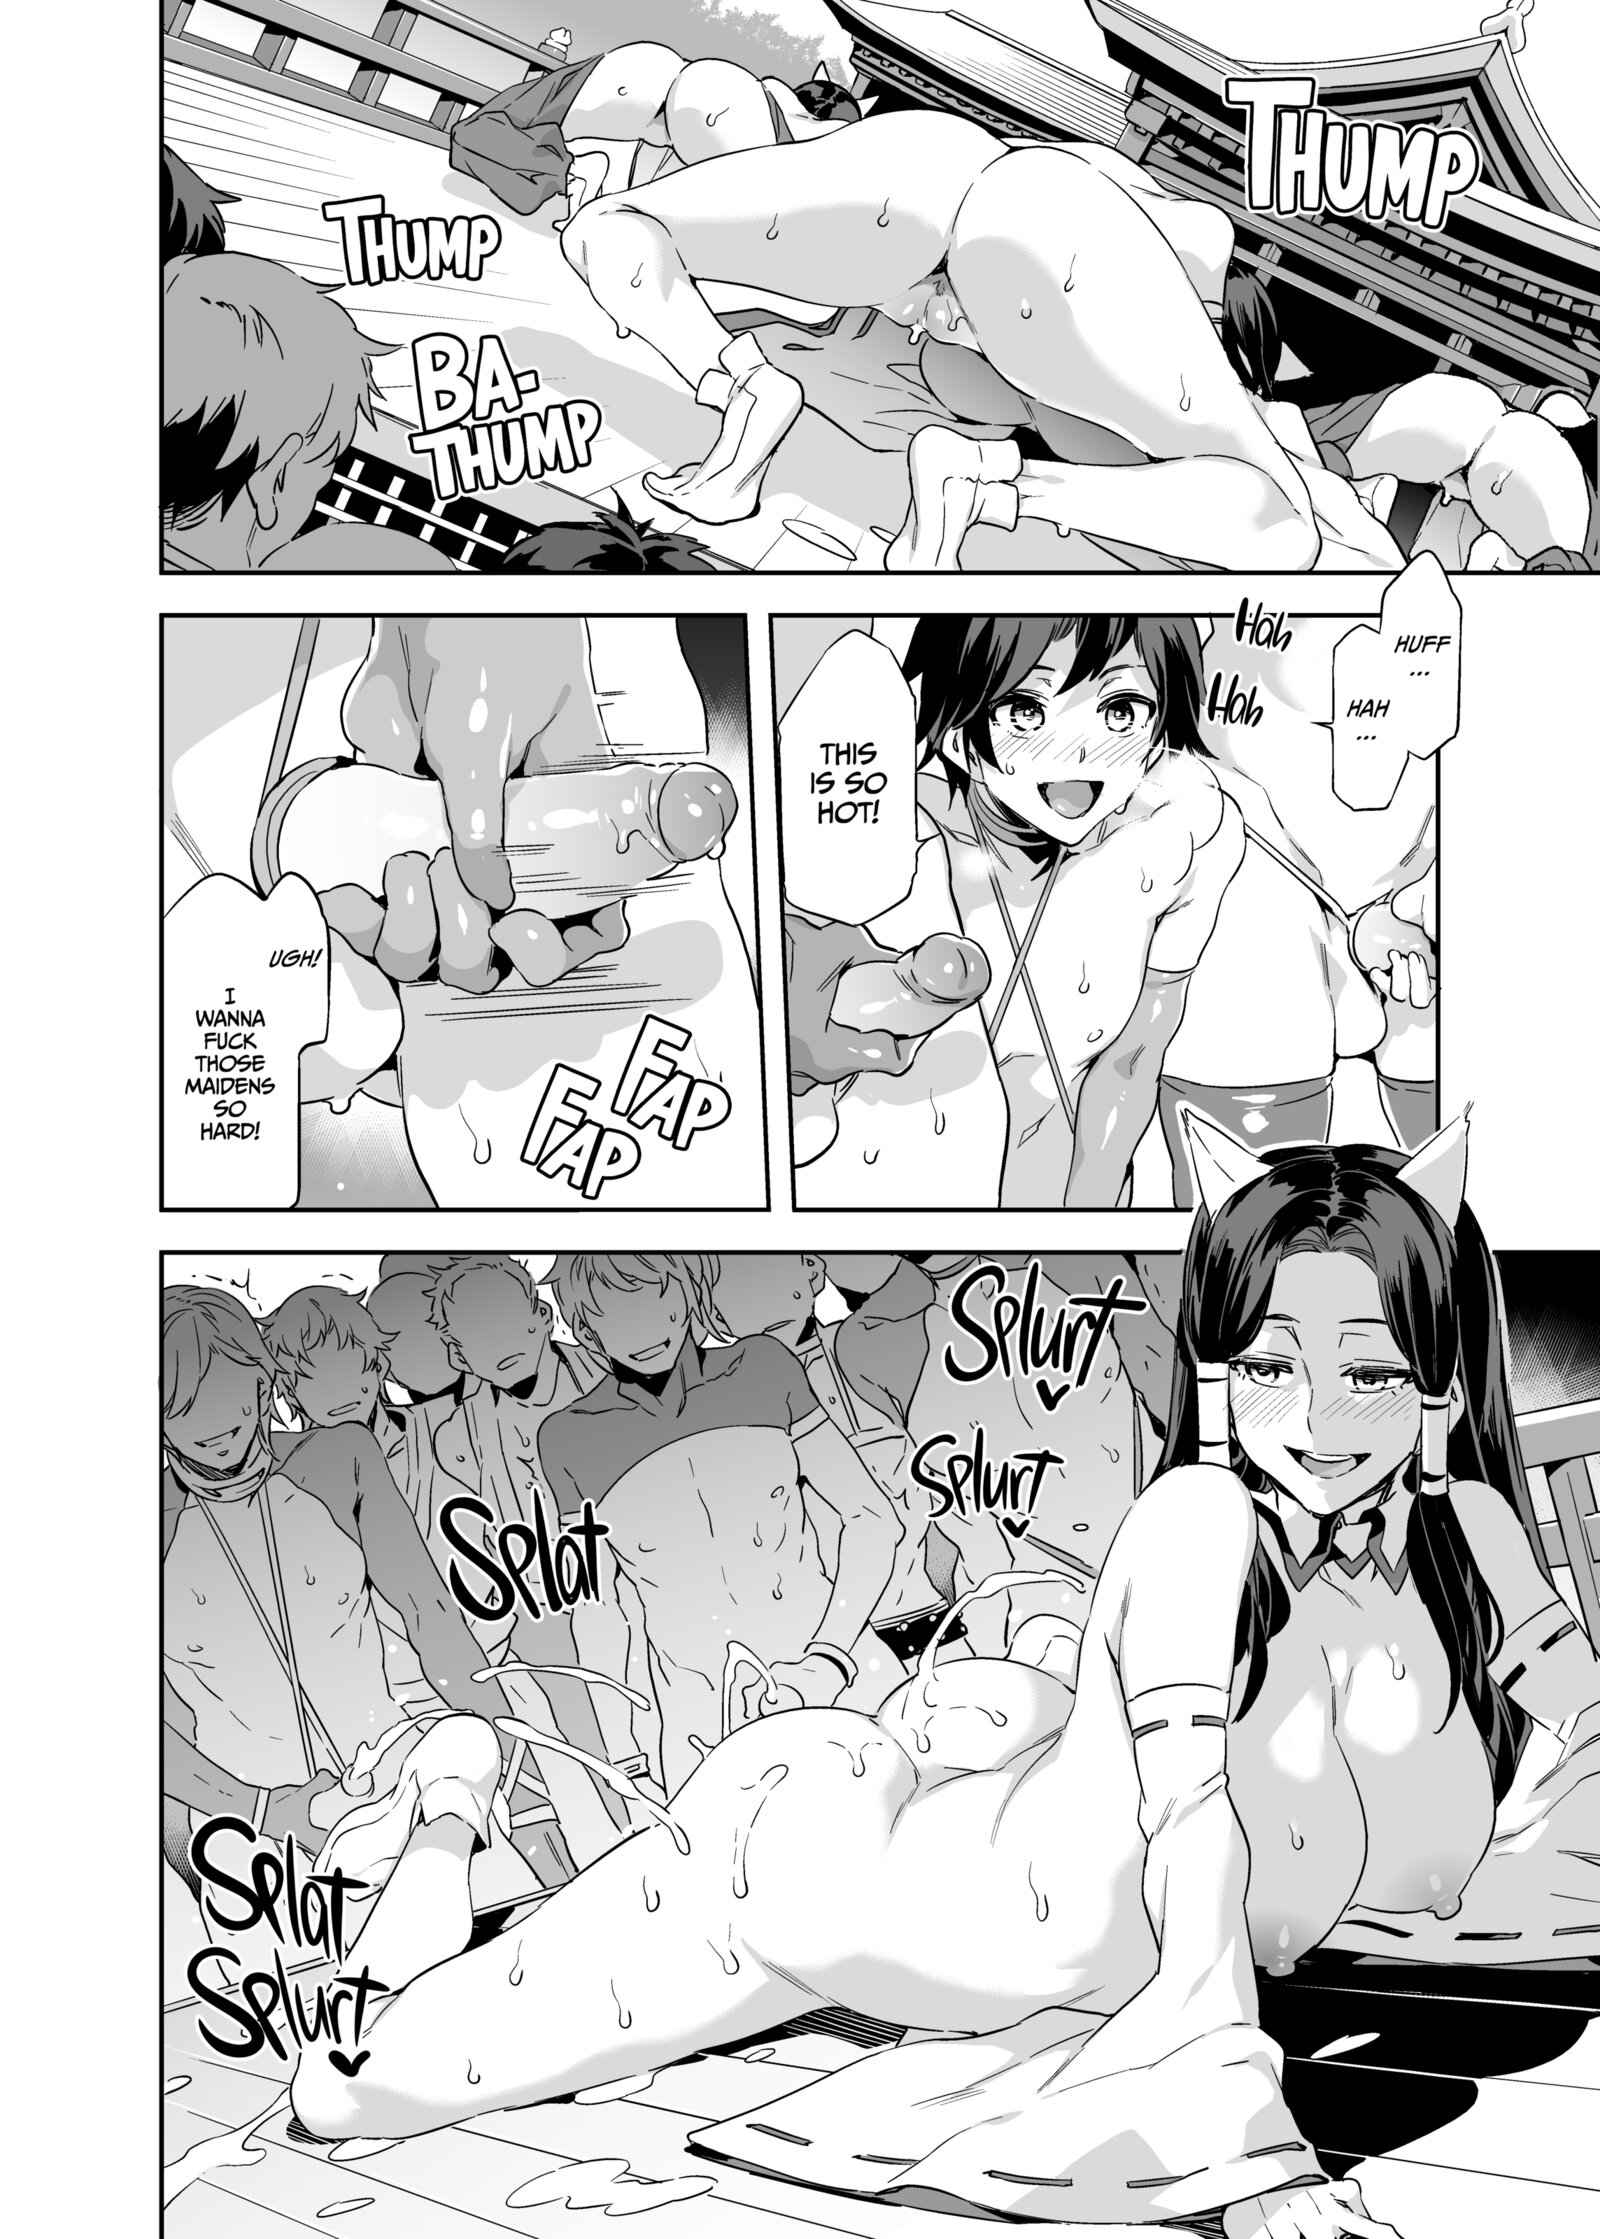 THUMP
THUMP
BA-
THUMP
HUFF
...
HAH
...
Hah
Hah
THIS
IS SO
HOT!
UGH!
I
WANNA
FUCK
THOSE
MAIDENS
SO
HARD!
FAP
FAP
Splurt
Splurt
Splat
Splat
Splurt